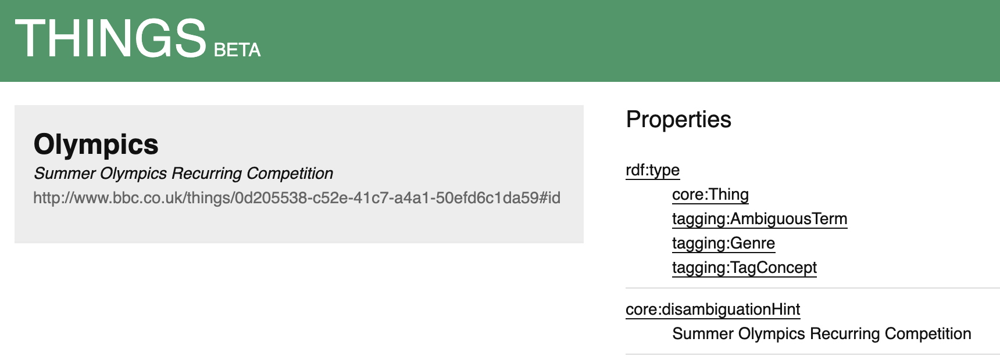 THINGS BETA
Olympics
Summer Olympics Recurring Competition
http://www.bbc.co.uk/things/0d205538-c52e-41c7-a4a1-50efd6c1da59#id
Properties
rdf:type
core:Thing
tagging:AmbiguousTerm
tagging:Genre
tagging:TagConcept
core:disambiguationHint
Summer Olympics Recurring Competition